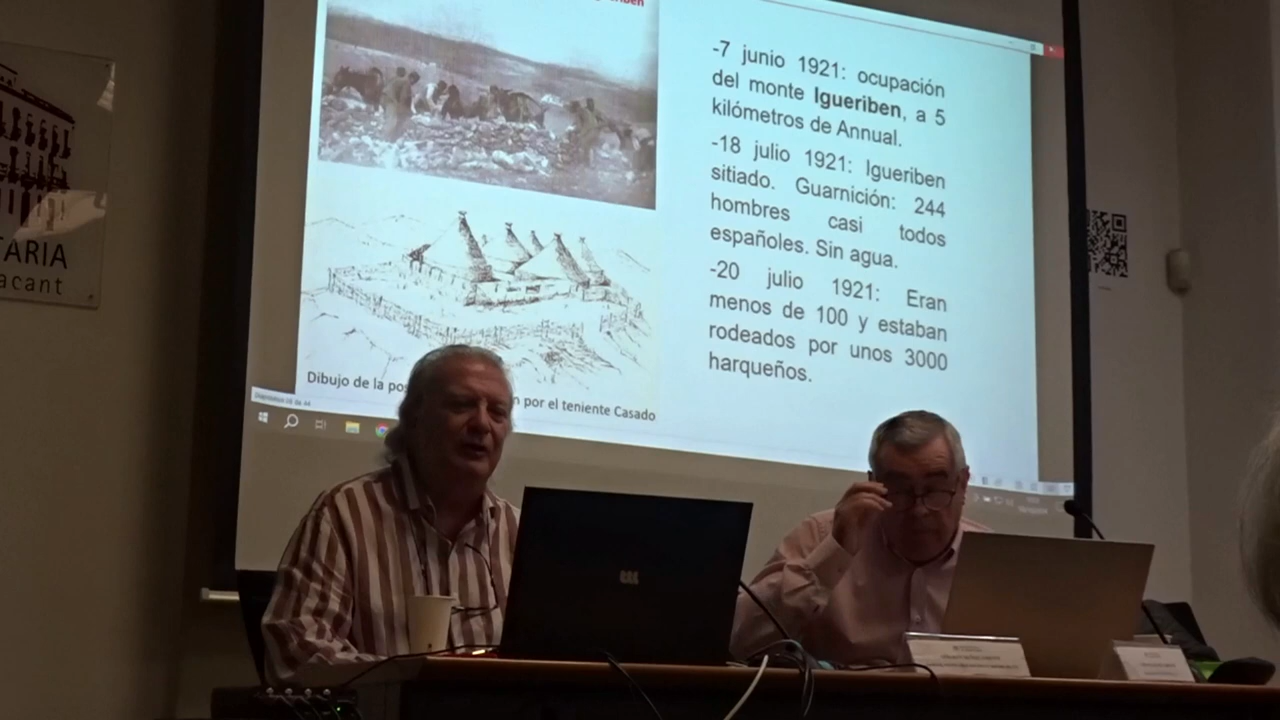 -7 junio 1921: ocupación
del monte Igueriben, a 5
kilómetros de Annual.
-18 julio 1921: Igueriben
sitiado. Guarnición: 244
hombres casi todos
españoles. Sin agua.
-20 julio 1921: Eran
menos de 100 y estaban
rodeados por unos 3000
harqueños.
Dibujo de la pos
n por el teniente Casado
TARIA
acant